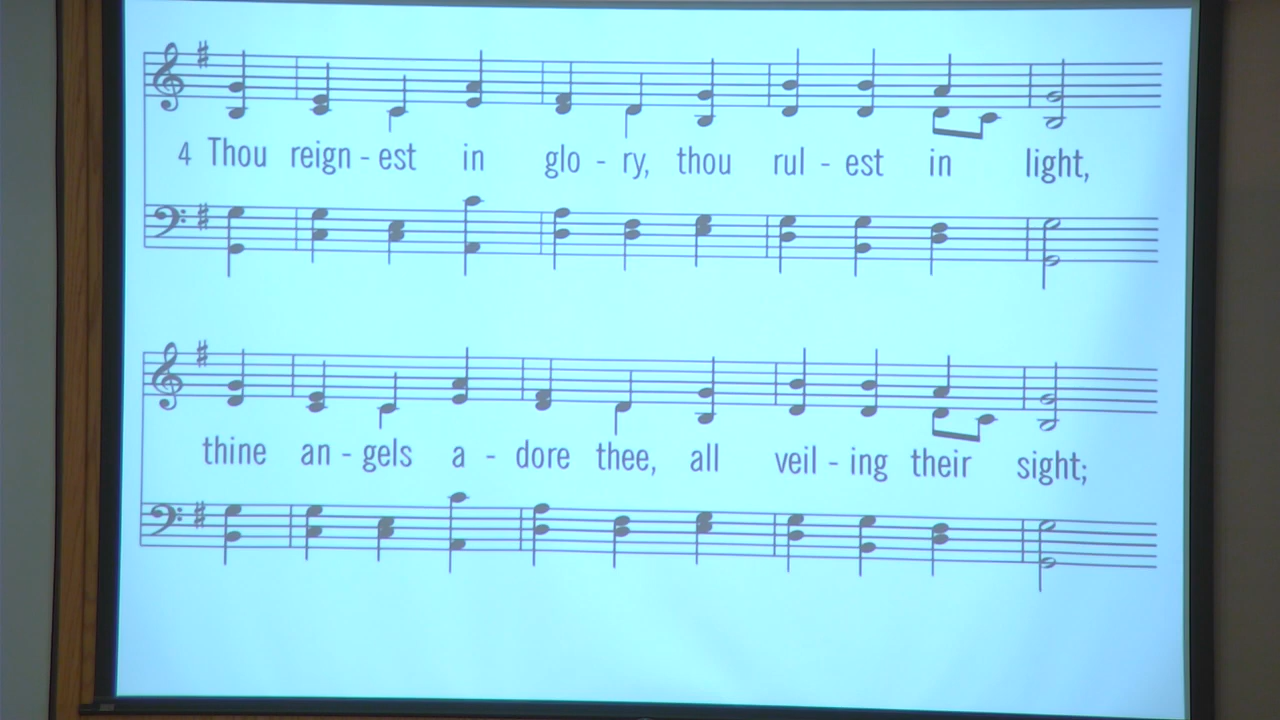 4 Thou reign - est in glo - ry, thou rul - est in light,
thine an - gels a - dore thee, all veil - ing their sight;